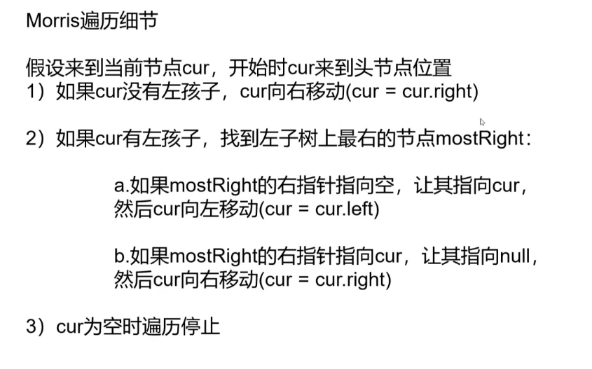 Morris遍历细节
假设来到当前节点cur，开始时cur来到头节点位置
1）如果cur没有左孩子，cur向右移动(cur = cur.right)
2）如果cur有左孩子，找到左子树上最右的节点mostRight：
a.如果mostRight的右指针指向空，让其指向cur，
然后cur向左移动(cur = cur.left)
b.如果mostRight的右指针指向cur，让其指向null，
然后cur向右移动(cur = cur.right)
3）cur为空时遍历停止